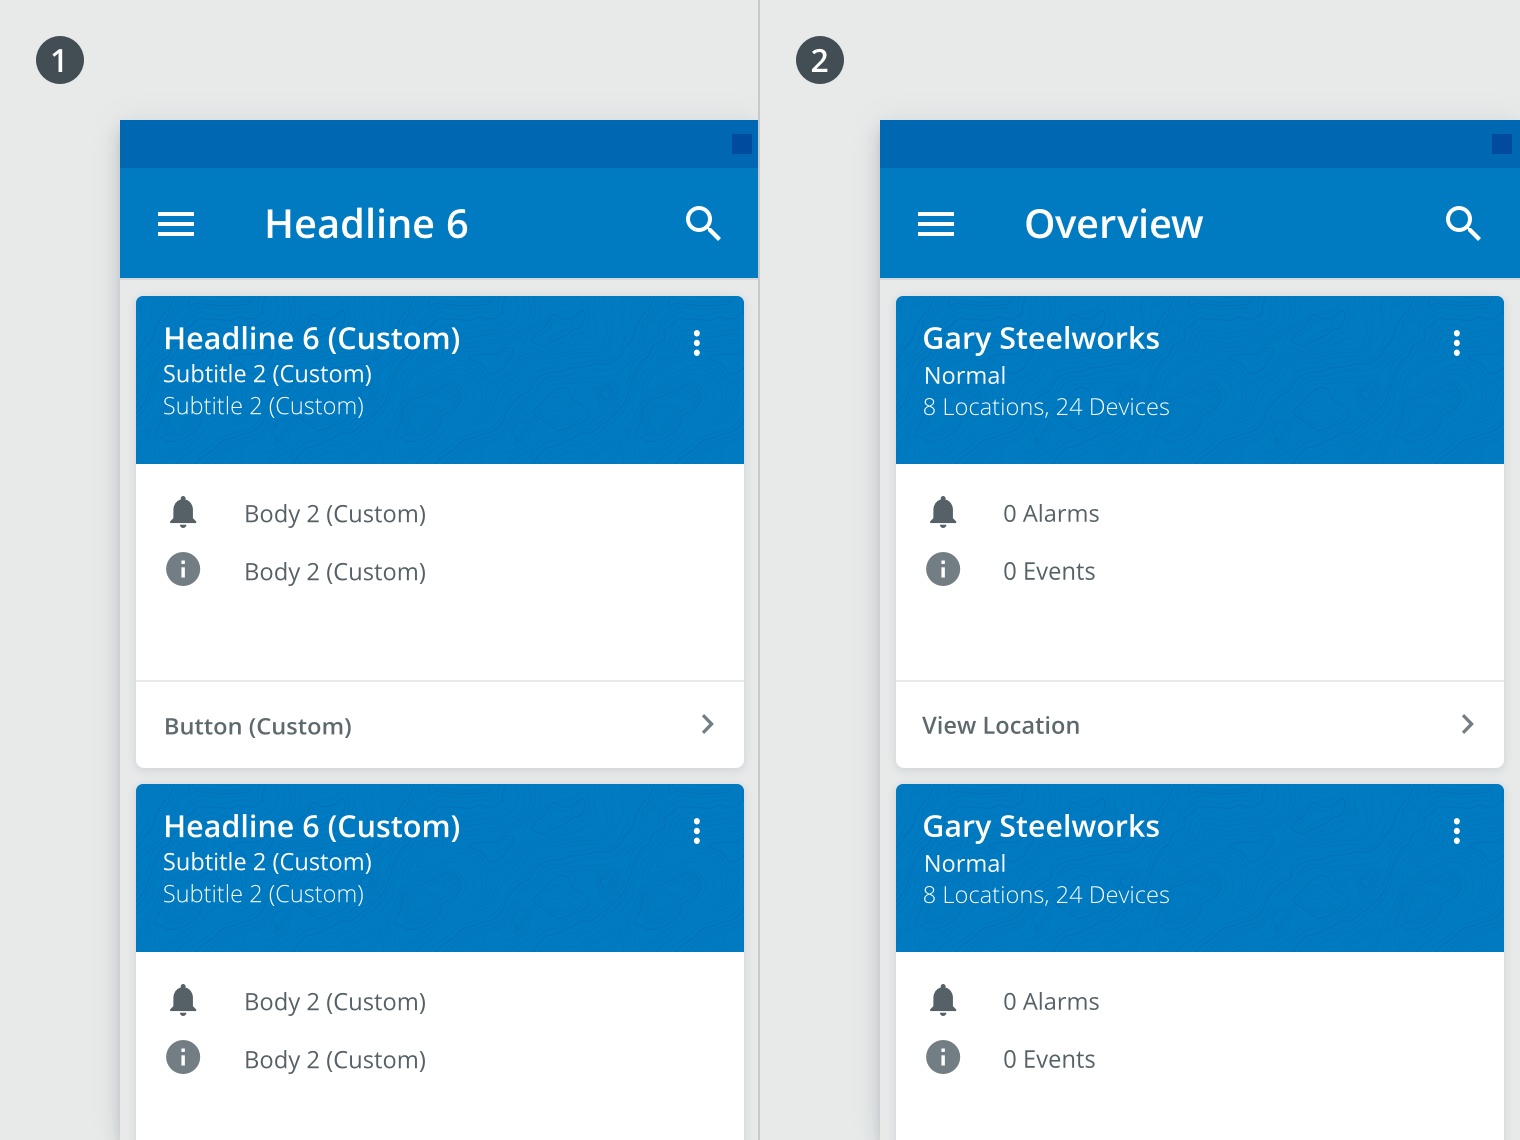 1
Headline 6
Headline 6 (Custom)
Subtitle 2 (Custom)
Subtitle 2 (Custom)
Body 2 (Custom)
Body 2 (Custom)
Button (Custom)
Headline 6 (Custom)
Subtitle 2 (Custom)
Subtitle 2 (Custom)
Body 2 (Custom)
Body 2 (Custom)
2
Overview
Gary Steelworks
Normal
8 Locations, 24 Devices
0 Alarms
0 Events
View Location
Gary Steelworks
Normal
8 Locations, 24 Devices
0 Alarms
0 Events